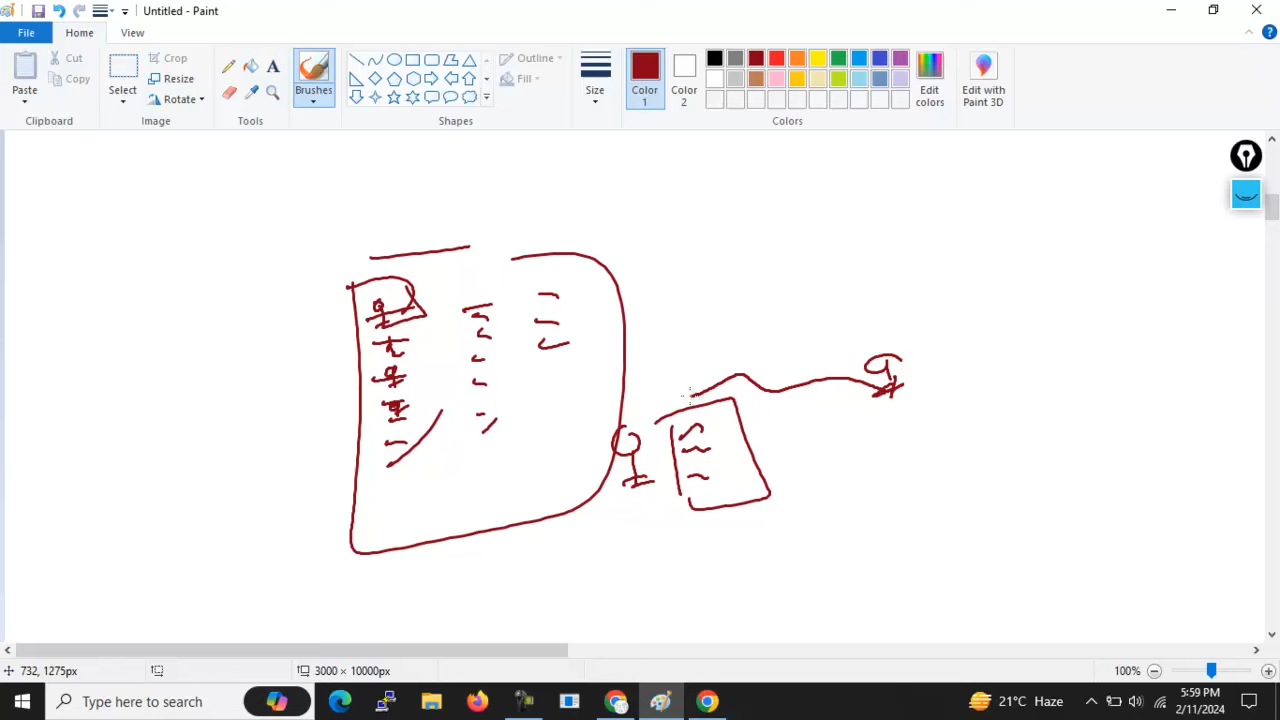 Untitled - Paint
File
Home
View
Paste
Cut
Copy
Clipboard
Select
Crop
Resize
Rotate
Image
A
Tools
Brushes
Outline
Fill
Shapes
Size
Color 1
Color 2
Edit colors
Colors
Edit with Paint 3D
732, 1275px
3000 × 10000px
100%
Type here to search
21°C Haze
5:59 PM
2/11/2024